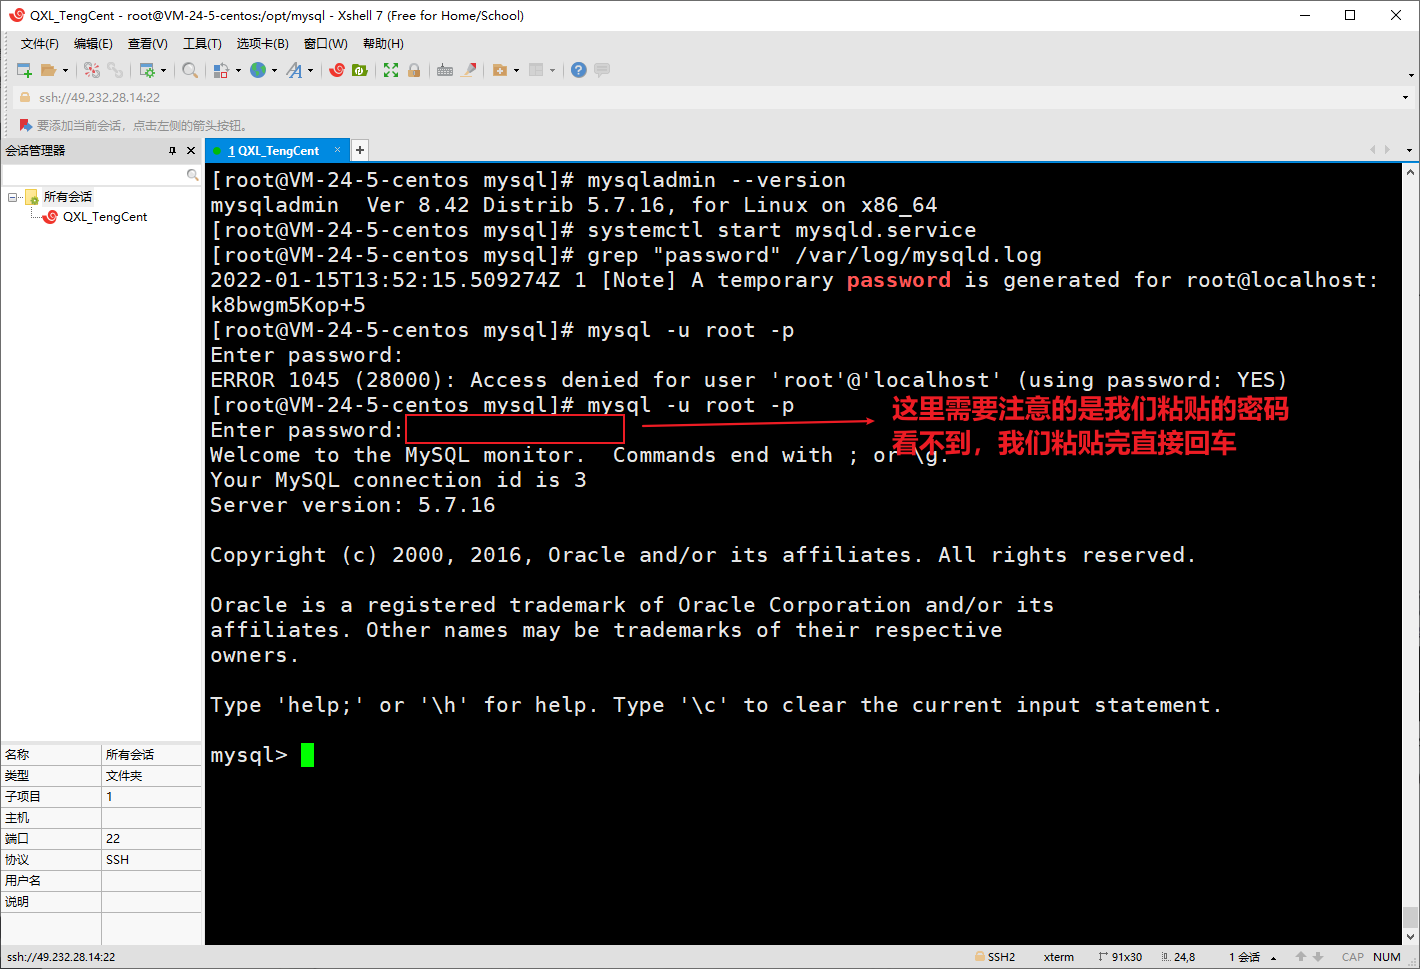 QXL_TengCent - root@VM-24-5-centos:/opt/mysql - Xshell 7 (Free for Home/School)
文件(F) 编辑(E) 查看(V) 工具(T) 选项卡(B) 窗口(W) 帮助(H)
ssh://49.232.28.14:22
要添加当前会话，点击左侧的箭头按钮。
会话管理器
1 QXL_TengCent
所有会话
QXL_TengCent
[root@VM-24-5-centos mysql]# mysqladmin --version
mysqladmin  Ver 8.42 Distrib 5.7.16, for Linux on x86_64
[root@VM-24-5-centos mysql]# systemctl start mysqld.service
[root@VM-24-5-centos mysql]# grep "password" /var/log/mysqld.log
2022-01-15T13:52:15.509274Z 1 [Note] A temporary password is generated for root@localhost:
k8bwgm5Kop+5
[root@VM-24-5-centos mysql]# mysql -u root -p
Enter password:
ERROR 1045 (28000): Access denied for user 'root'@'localhost' (using password: YES)
[root@VM-24-5-centos mysql]# mysql -u root -p
这里需要注意的是我们粘贴的密码
Enter password:
看不到，我们粘贴完直接回车
Welcome to the MySQL monitor.  Commands end with ; or \g.
Your MySQL connection id is 3
Server version: 5.7.16
Copyright (c) 2000, 2016, Oracle and/or its affiliates. All rights reserved.
Oracle is a registered trademark of Oracle Corporation and/or its
affiliates. Other names may be trademarks of their respective
owners.
Type 'help;' or '\h' for help. Type '\c' to clear the current input statement.
mysql>
名称 所有会话
类型 文件夹
子项目 1
主机
端口 22
协议 SSH
用户名
说明
ssh://49.232.28.14:22 SSH2 xterm 91x30 24,8 1 会话 CAP NUM